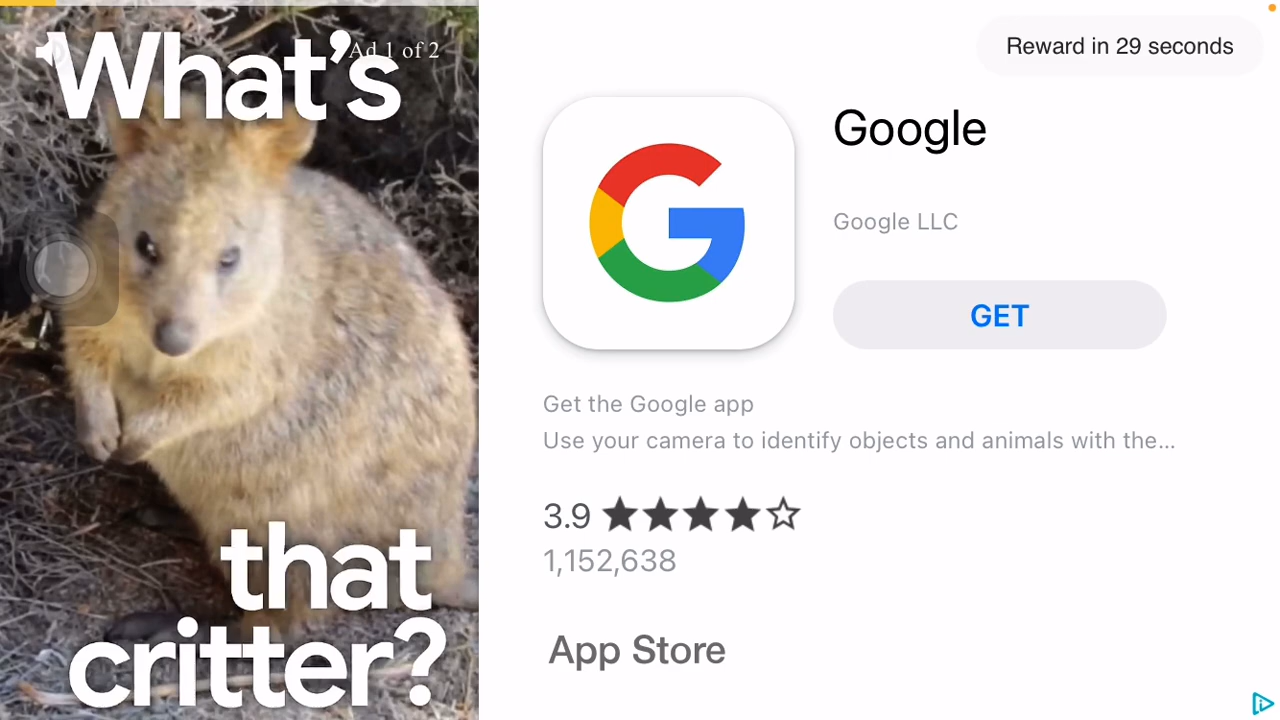 What's
Ad 1 of 2
that
critter?
Reward in 29 seconds
Google
Google LLC
GET
Get the Google app
Use your camera to identify objects and animals with the...
3.9
1,152,638
App Store